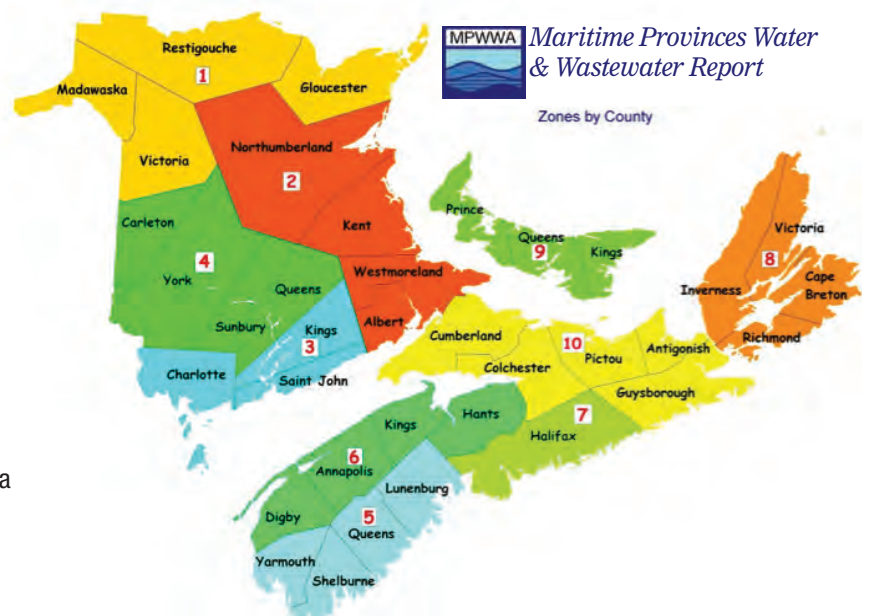 MPWWA
Maritime Provinces Water
& Wastewater Report
Zones by County
Restigouche
1
Madawaska
Gloucester
Victoria
Northumberland
2
Kent
Carleton
4
York
Queens
Sunbury
Westmoreland
Albert
Kings
3
Charlotte
Saint John
Prince
Queens
9
Kings
Victoria
8
Inverness
Cape
Breton
Richmond
Cumberland
10
Pictou
Antigonish
Colchester
Guysborough
7
Halifax
Hants
Kings
6
Annapolis
Digby
Lunenburg
5
Queens
Yarmouth
Shelburne
a